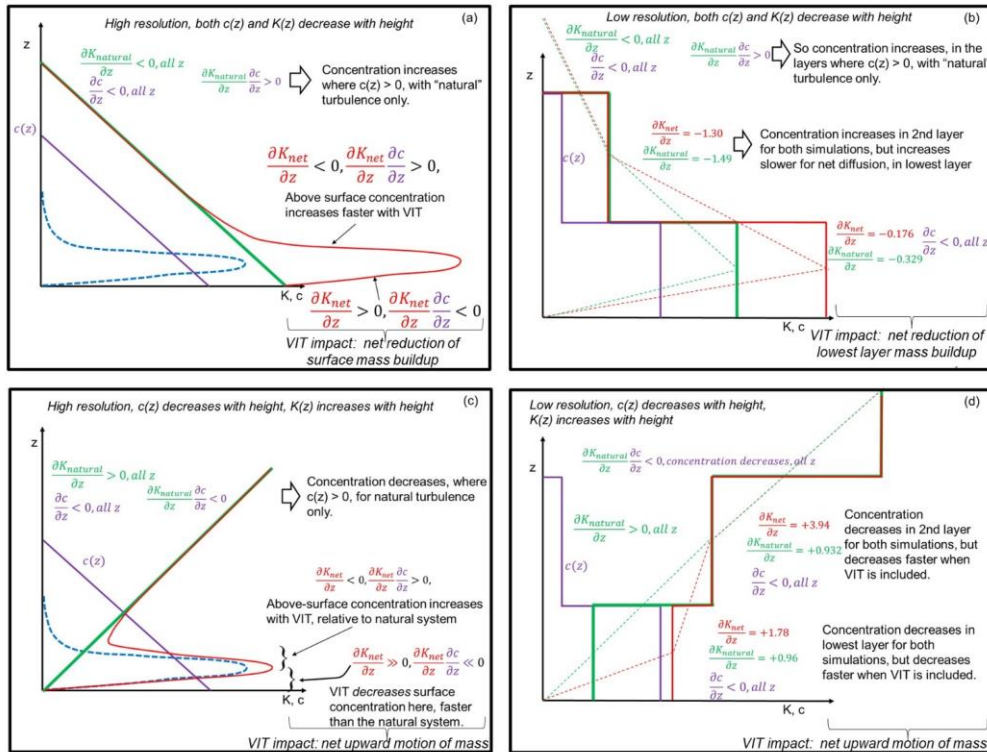 High resolution, both c(z) and K(z) decrease with height
(a)
z
∂K_natural/∂z < 0, all z
∂c/∂z < 0, all z
∂K_natural/∂z ∂c/∂z > 0
Concentration increases
where c(z) > 0, with “natural”
turbulence only.
c(z)
∂K_net/∂z < 0, ∂K_net/∂z ∂c/∂z > 0,
Above surface concentration
increases faster with VIT
K, c
∂K_net/∂z > 0, ∂K_net/∂z ∂c/∂z < 0
VIT impact: net reduction of
surface mass buildup
Low resolution, both c(z) and K(z) decrease with height
(b)
z
∂K_natural/∂z < 0, all z
∂c/∂z < 0, all z
∂K_natural/∂z ∂c/∂z > 0
So concentration increases, in the
layers where c(z) > 0, with “natural”
turbulence only.
c(z)
∂K_net/∂z = −1.30
∂K_natural/∂z = −1.49
Concentration increases in 2nd layer
for both simulations, but increases
slower for net diffusion, in lowest layer
∂K_net/∂z = −0.176
∂K_natural/∂z = −0.329
∂c/∂z < 0, all z
K, c
VIT impact: net reduction of
lowest layer mass buildup
High resolution, c(z) decreases with height, K(z) increases with height
(c)
z
∂K_natural/∂z > 0, all z
∂c/∂z < 0, all z
∂K_natural/∂z ∂c/∂z < 0
Concentration decreases, where
c(z) > 0, for natural turbulence
only.
c(z)
∂K_net/∂z < 0, ∂K_net/∂z ∂c/∂z > 0,
Above-surface concentration increases
with VIT, relative to natural system
∂K_net/∂z ≫ 0, ∂K_net/∂z ∂c/∂z ≪ 0
K, c
VIT decreases surface
concentration here, faster
than the natural system.
VIT impact: net upward motion of mass
Low resolution, c(z) decreases with height,
K(z) increases with height
(d)
z
∂K_natural/∂z ∂c/∂z < 0, concentration decreases, all z
∂K_natural/∂z > 0, all z
c(z)
∂K_net/∂z = +3.94
∂K_natural/∂z = +0.932
∂c/∂z < 0, all z
Concentration
decreases in 2nd layer
for both simulations, but
decreases faster when
VIT is included.
∂K_net/∂z = +1.78
∂K_natural/∂z = +0.96
∂c/∂z < 0, all z
Concentration decreases in
lowest layer for both
simulations, but decreases
faster when VIT is included.
K, c
VIT impact: net upward motion of mass